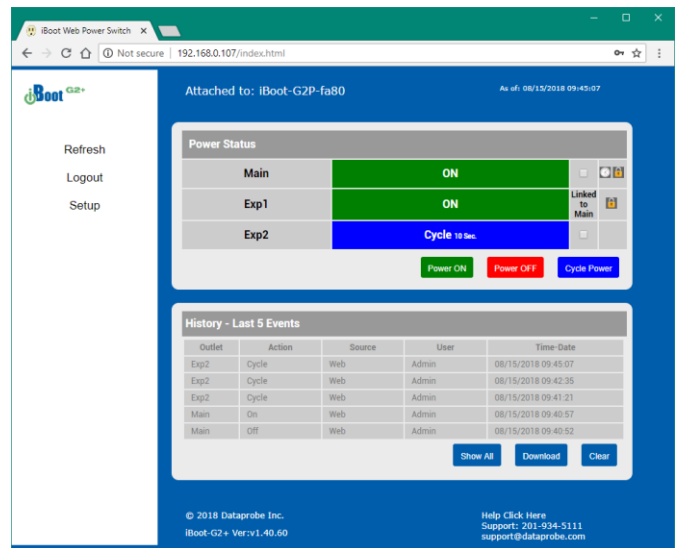 iBoot Web Power Switch
Not secure | 192.168.0.107/index.html
iBoot G2+
Attached to: iBoot-G2P-fa80
As of: 08/15/2018 09:45:07
Refresh
Logout
Setup
Power Status
Main ON
Exp1 ON Linked to Main
Exp2 Cycle 10 Sec.
Power ON Power OFF Cycle Power
History - Last 5 Events
Outlet Action Source User Time-Date
Exp2 Cycle Web Admin 08/15/2018 09:45:07
Exp2 Cycle Web Admin 08/15/2018 09:42:35
Exp2 Cycle Web Admin 08/15/2018 09:41:21
Main On Web Admin 08/15/2018 09:40:57
Main Off Web Admin 08/15/2018 09:40:52
Show All Download Clear
© 2018 Dataprobe Inc.
iBoot-G2+ Ver:v1.40.60
Help Click Here
Support: 201-934-5111
support@dataprobe.com